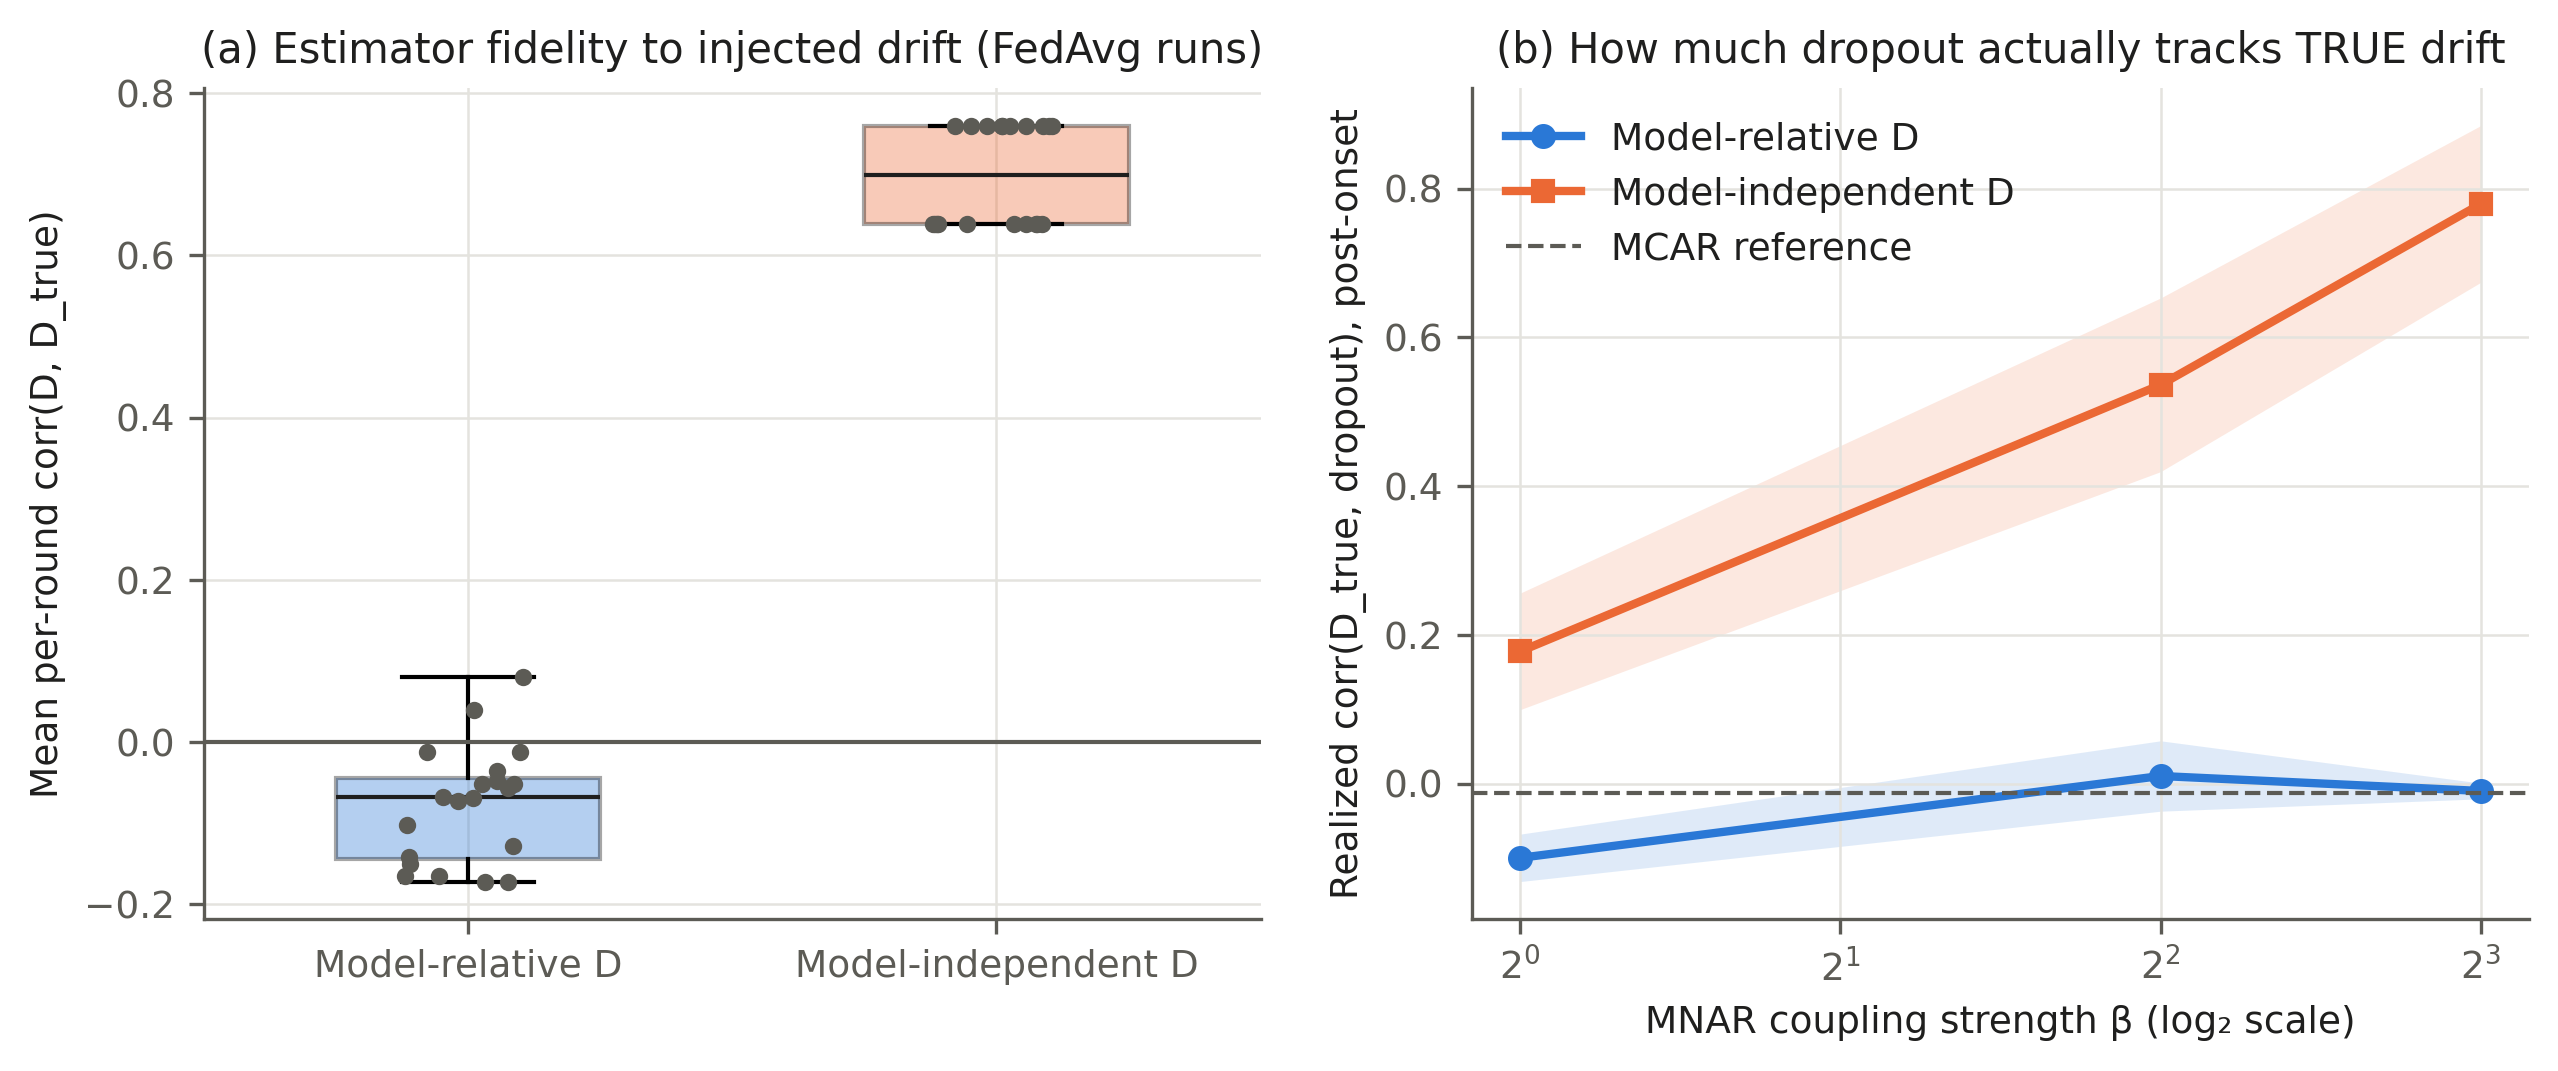 (a) Estimator fidelity to injected drift (FedAvg runs)
Mean per-round corr(D, D_true)
0.8
0.6
0.4
0.2
0.0
−0.2
Model-relative D
Model-independent D
(b) How much dropout actually tracks TRUE drift
Realized corr(D_true, dropout), post-onset
0.8
0.6
0.4
0.2
0.0
Model-relative D
Model-independent D
MCAR reference
2⁰ 2¹ 2² 2³
MNAR coupling strength β (log₂ scale)